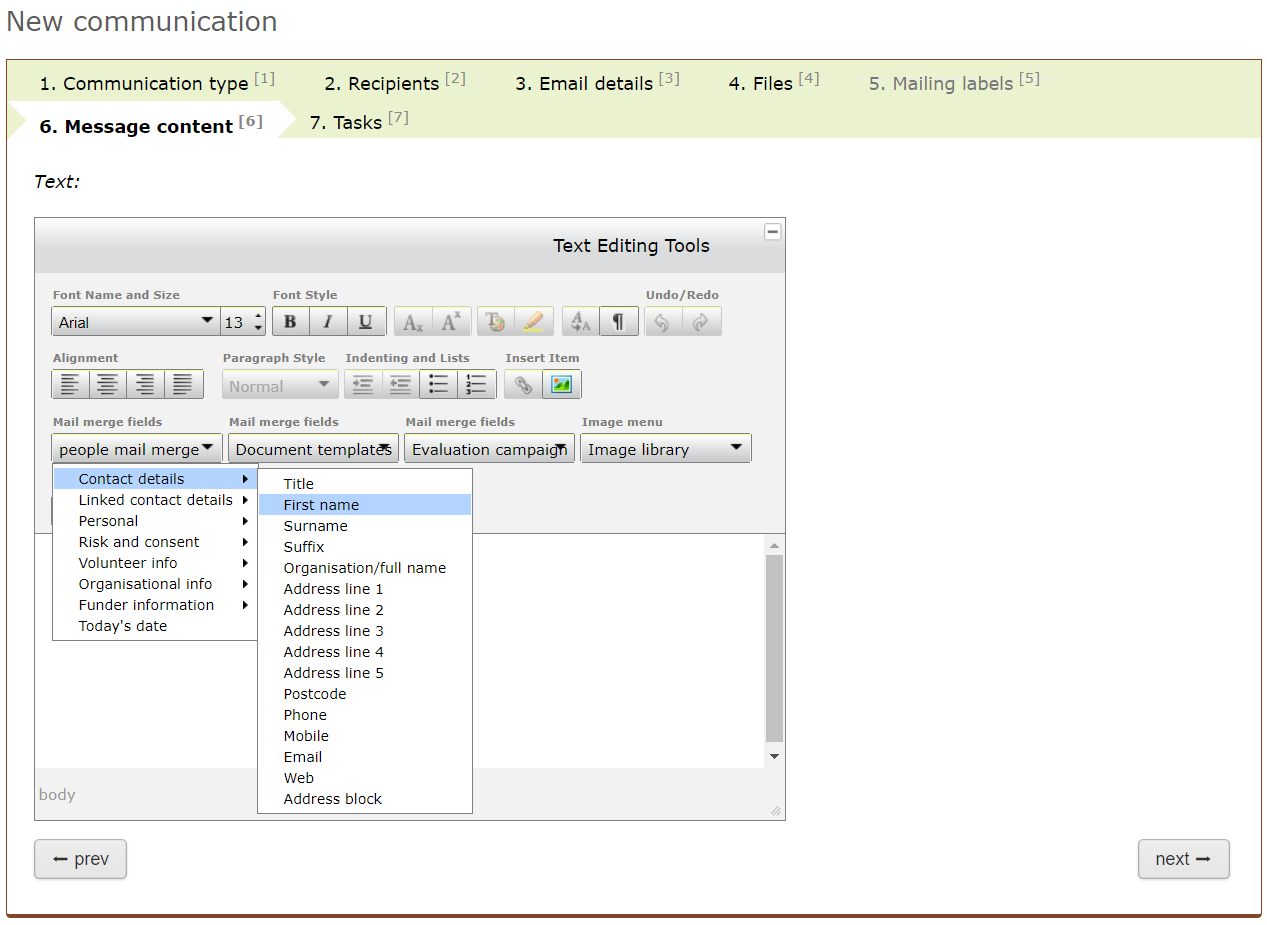 New communication
1. Communication type [1] 2. Recipients [2] 3. Email details [3] 4. Files [4] 5. Mailing labels [5]
6. Message content [6] 7. Tasks [7]
Text:
Text Editing Tools
Font Name and Size Font Style Undo/Redo
Arial 13 B I U Ax Ax A A ¶
Alignment Paragraph Style Indenting and Lists Insert Item
Normal
Mail merge fields Mail merge fields Mail merge fields Image menu
people mail merge Document templates Evaluation campaign Image library
Contact details
Linked contact details
Personal
Risk and consent
Volunteer info
Organisational info
Funder information
Today's date
Title
First name
Surname
Suffix
Organisation/full name
Address line 1
Address line 2
Address line 3
Address line 4
Address line 5
Postcode
Phone
Mobile
Email
Web
Address block
body
← prev next →